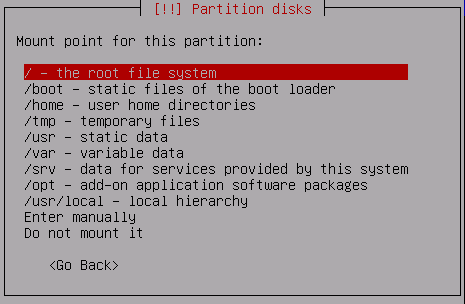 [!!] Partition disks
Mount point for this partition:
/ - the root file system
/boot - static files of the boot loader
/home - user home directories
/tmp - temporary files
/usr - static data
/var - variable data
/srv - data for services provided by this system
/opt - add-on application software packages
/usr/local - local hierarchy
Enter manually
Do not mount it
<Go Back>